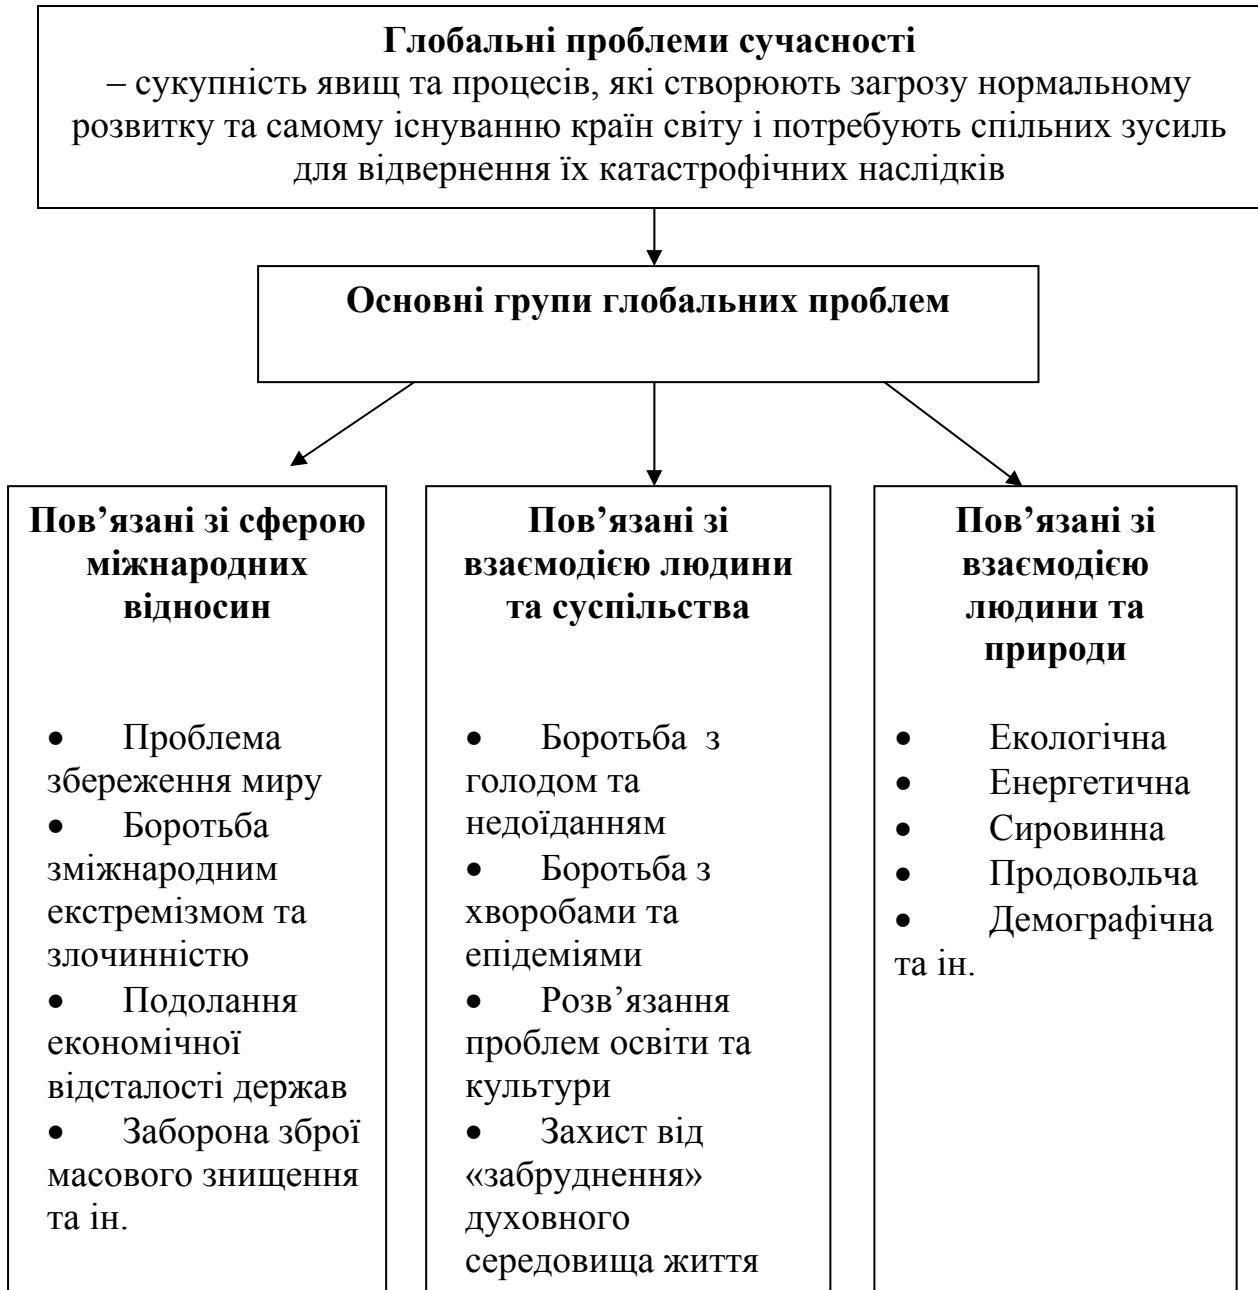 Глобальні проблеми сучасності
– сукупність явищ та процесів, які створюють загрозу нормальному
розвитку та самому існуванню країн світу і потребують спільних зусиль
для відвернення їх катастрофічних наслідків
Основні групи глобальних проблем
Пов’язані зі сферою
міжнародних
відносин
• Проблема
збереження миру
• Боротьба
зміжнародним
екстремізмом та
злочинністю
• Подолання
економічної
відсталості держав
• Заборона зброї
масового знищення
та ін.
Пов’язані зі
взаємодією людини
та суспільства
• Боротьба з
голодом та
недоїданням
• Боротьба з
хворобами та
епідеміями
• Розв’язання
проблем освіти та
культури
• Захист від
«забруднення»
духовного
середовища життя
Пов’язані зі
взаємодією
людини та
природи
• Екологічна
• Енергетична
• Сировинна
• Продовольча
• Демографічна
та ін.